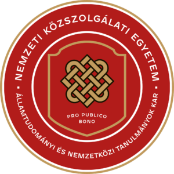 • NEMZETI KÖZSZOLGÁLATI EGYETEM •
ÁLLAMTUDOMÁNYI ÉS NEMZETKÖZI TANULMÁNYOK KAR
PRO PUBLICO
BONO